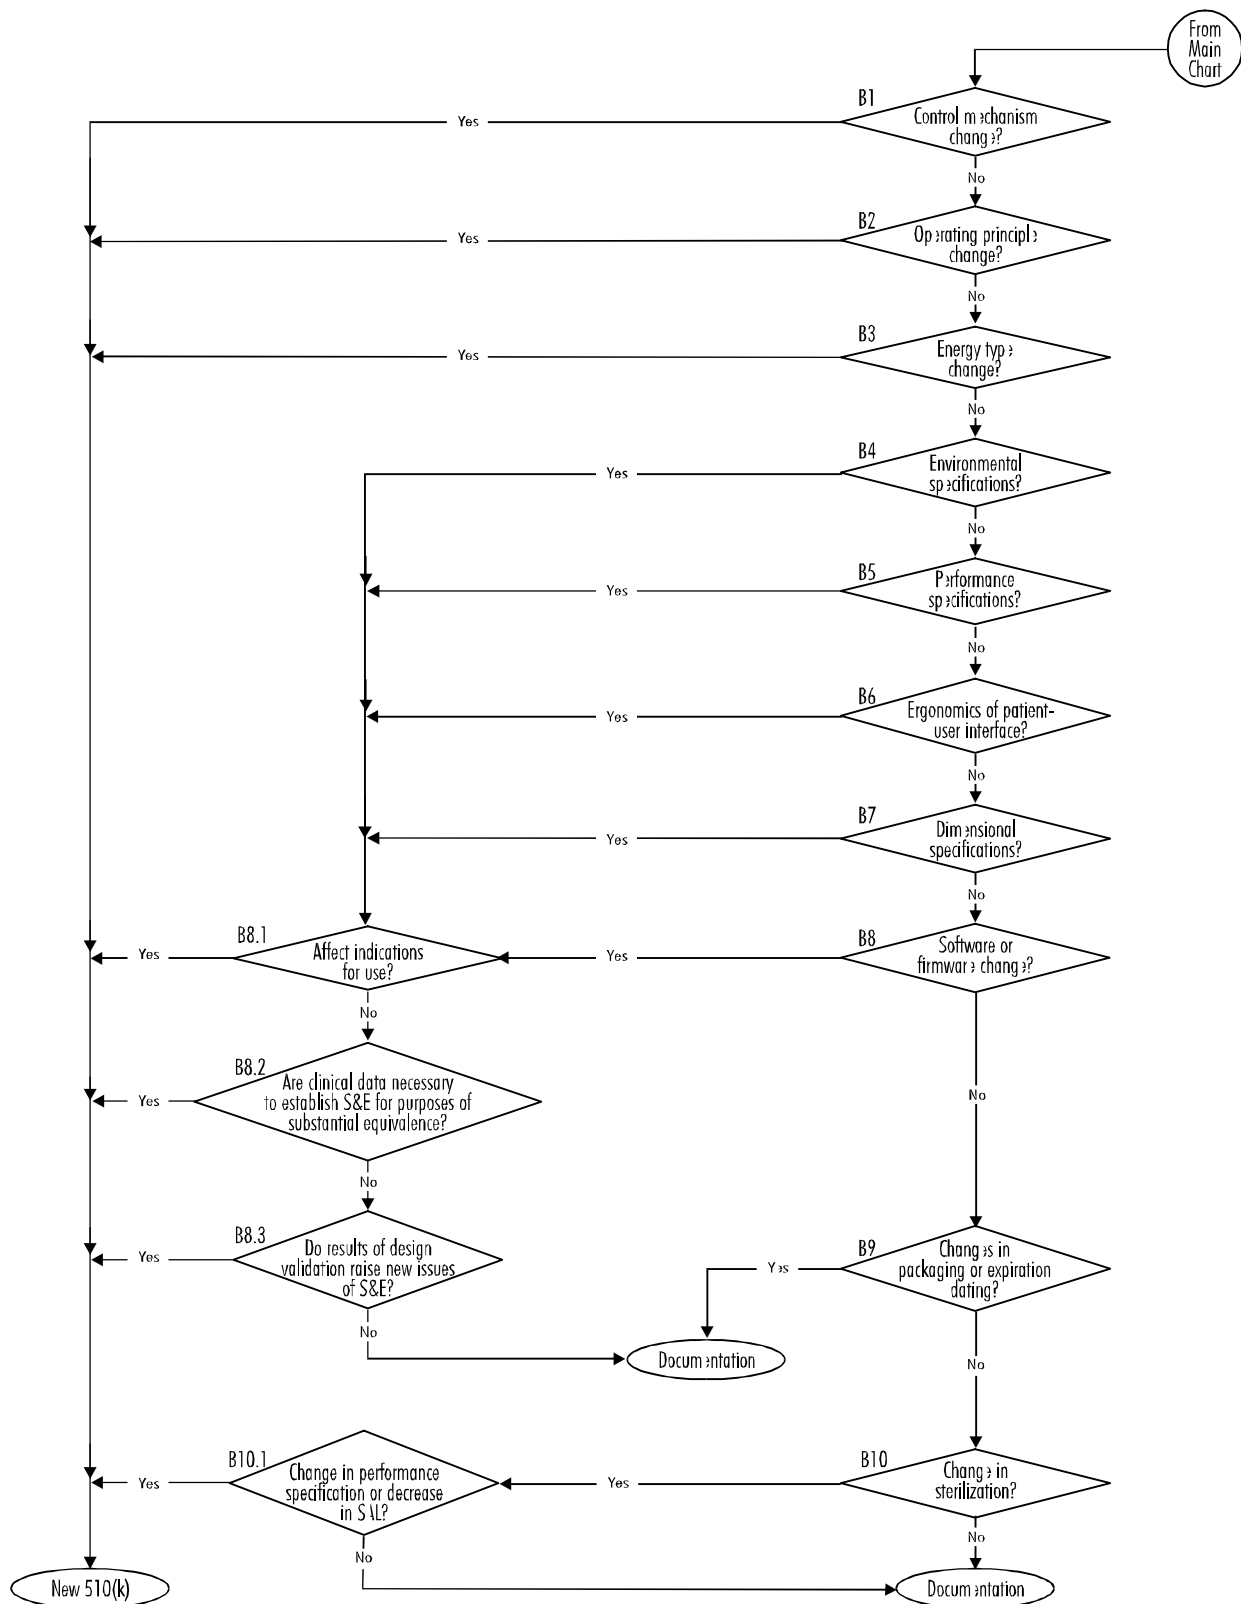 From
Main
Chart
B1
Control mechanism
change?
Yes
No
B2
Operating principle
change?
Yes
No
B3
Energy type
change?
Yes
No
B4
Environmental
specifications?
Yes
No
B5
Performance
specifications?
Yes
No
B6
Ergonomics of patient-
user interface?
Yes
No
B7
Dimensional
specifications?
Yes
No
B8.1
Affect indications
for use?
Yes
No
B8
Software or
firmware change?
Yes
No
B8.2
Are clinical data necessary
to establish S&E for purposes of
substantial equivalence?
Yes
No
B8.3
Do results of design
validation raise new issues
of S&E?
Yes
No
B9
Changes in
packaging or expiration
dating?
Yes
No
Documentation
B10.1
Change in performance
specification or decrease
in SAL?
Yes
No
B10
Change in
sterilization?
Yes
No
New 510(k)
Documentation